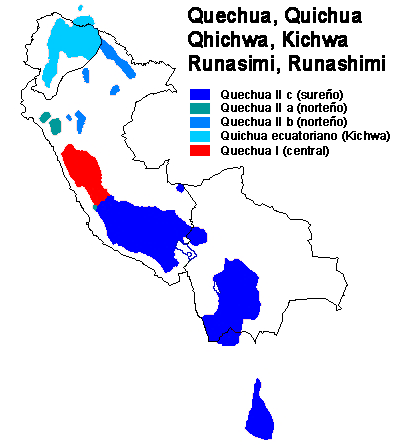 Quechua, Quichua
Qhichwa, Kichwa
Runasimi, Runashimi
Quechua II c (sureño)
Quechua II a (norteño)
Quechua II b (norteño)
Quichua ecuatoriano (Kichwa)
Quechua I (central)